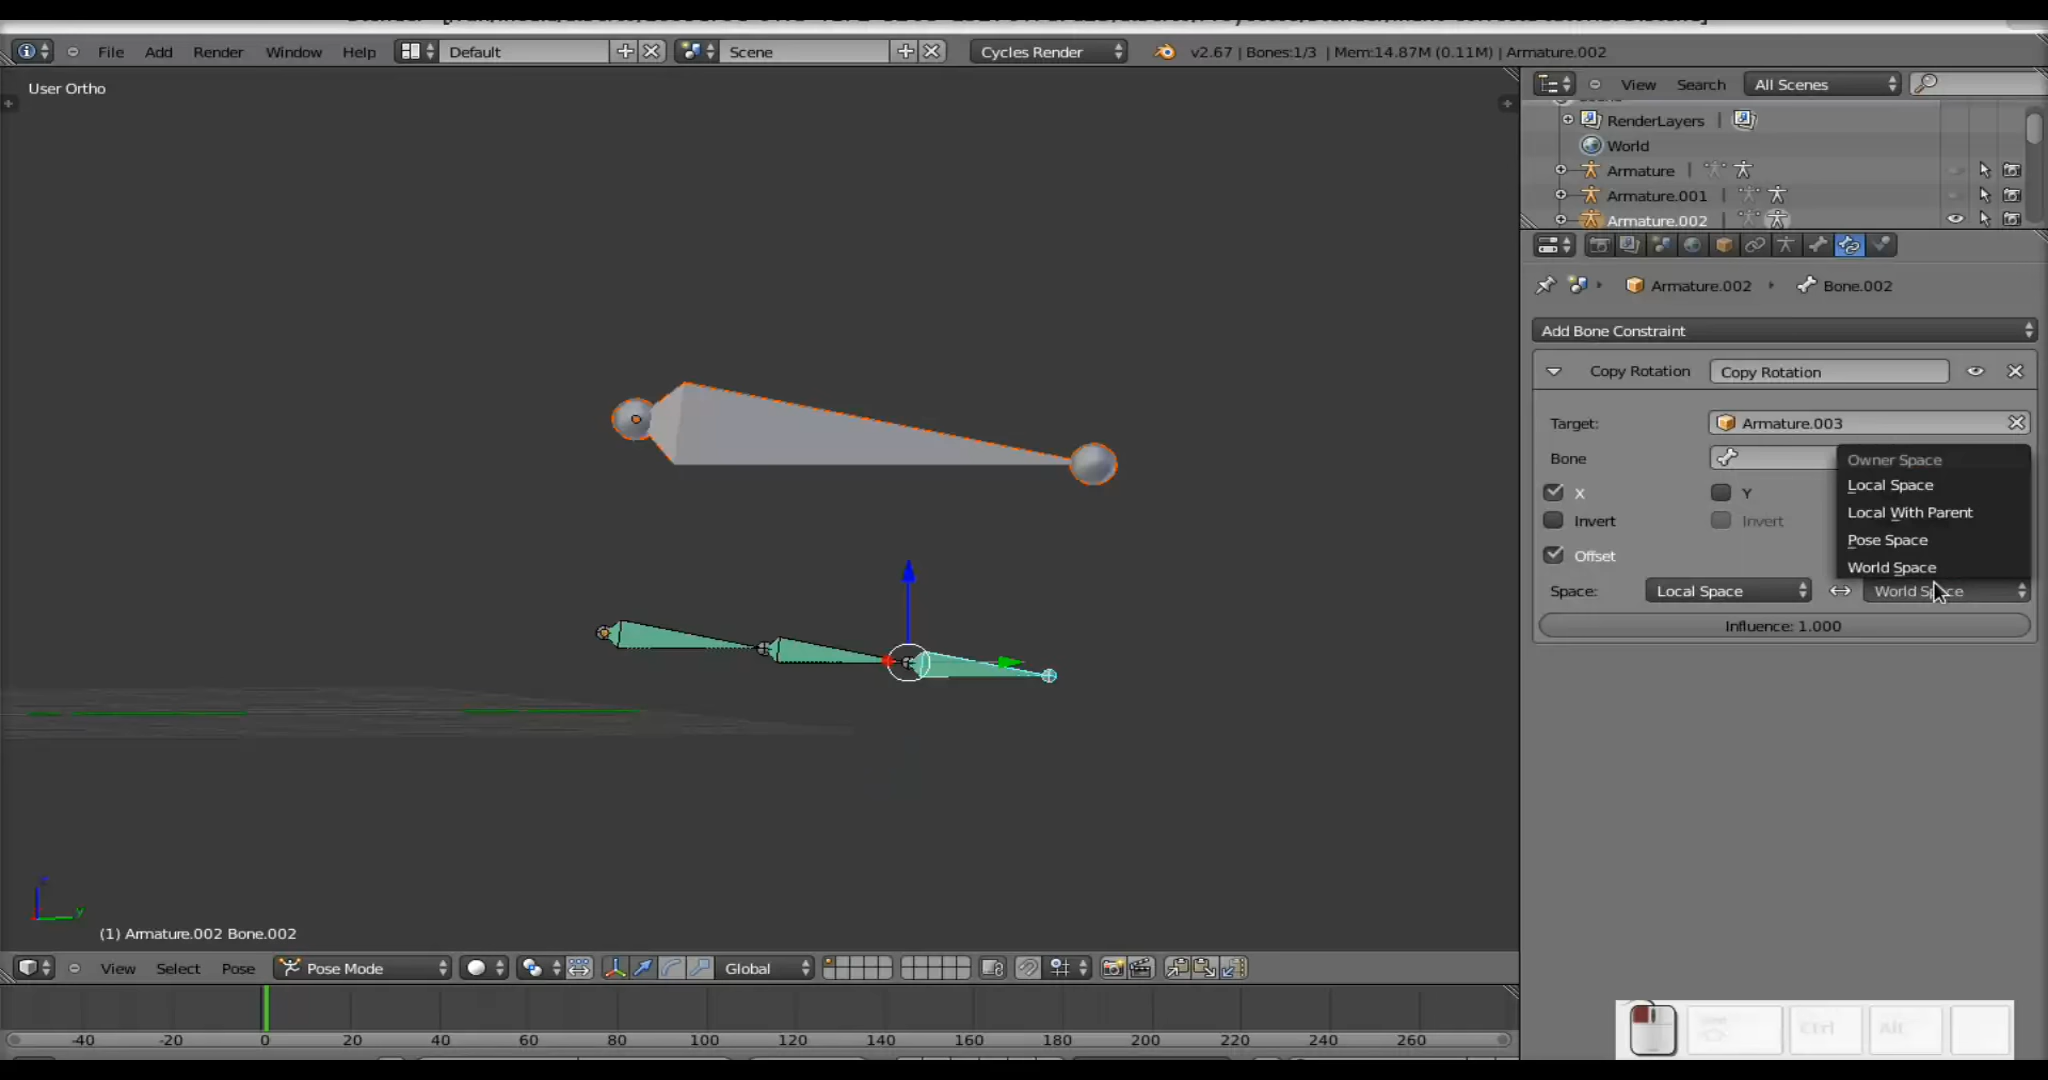 File Add Render Window Help Default Scene Cycles Render v2.67 | Bones:1/3 | Mem:14.87M (0.11M) | Armature.002
User Ortho
View Search All Scenes
RenderLayers |
World
Armature |
Armature.001 |
Armature.002 |
Armature.002 Bone.002
Add Bone Constraint
Copy Rotation Copy Rotation
Target: Armature.003
Bone
Owner Space
Local Space
Local With Parent
Pose Space
World Space
X Y
Invert Invert
Offset
Space: Local Space World Space
Influence: 1.000
y
(1) Armature.002 Bone.002
View Select Pose Pose Mode Global
-40 -20 0 20 40 60 80 100 120 140 160 180 200 220 240 260
Ctrl Alt